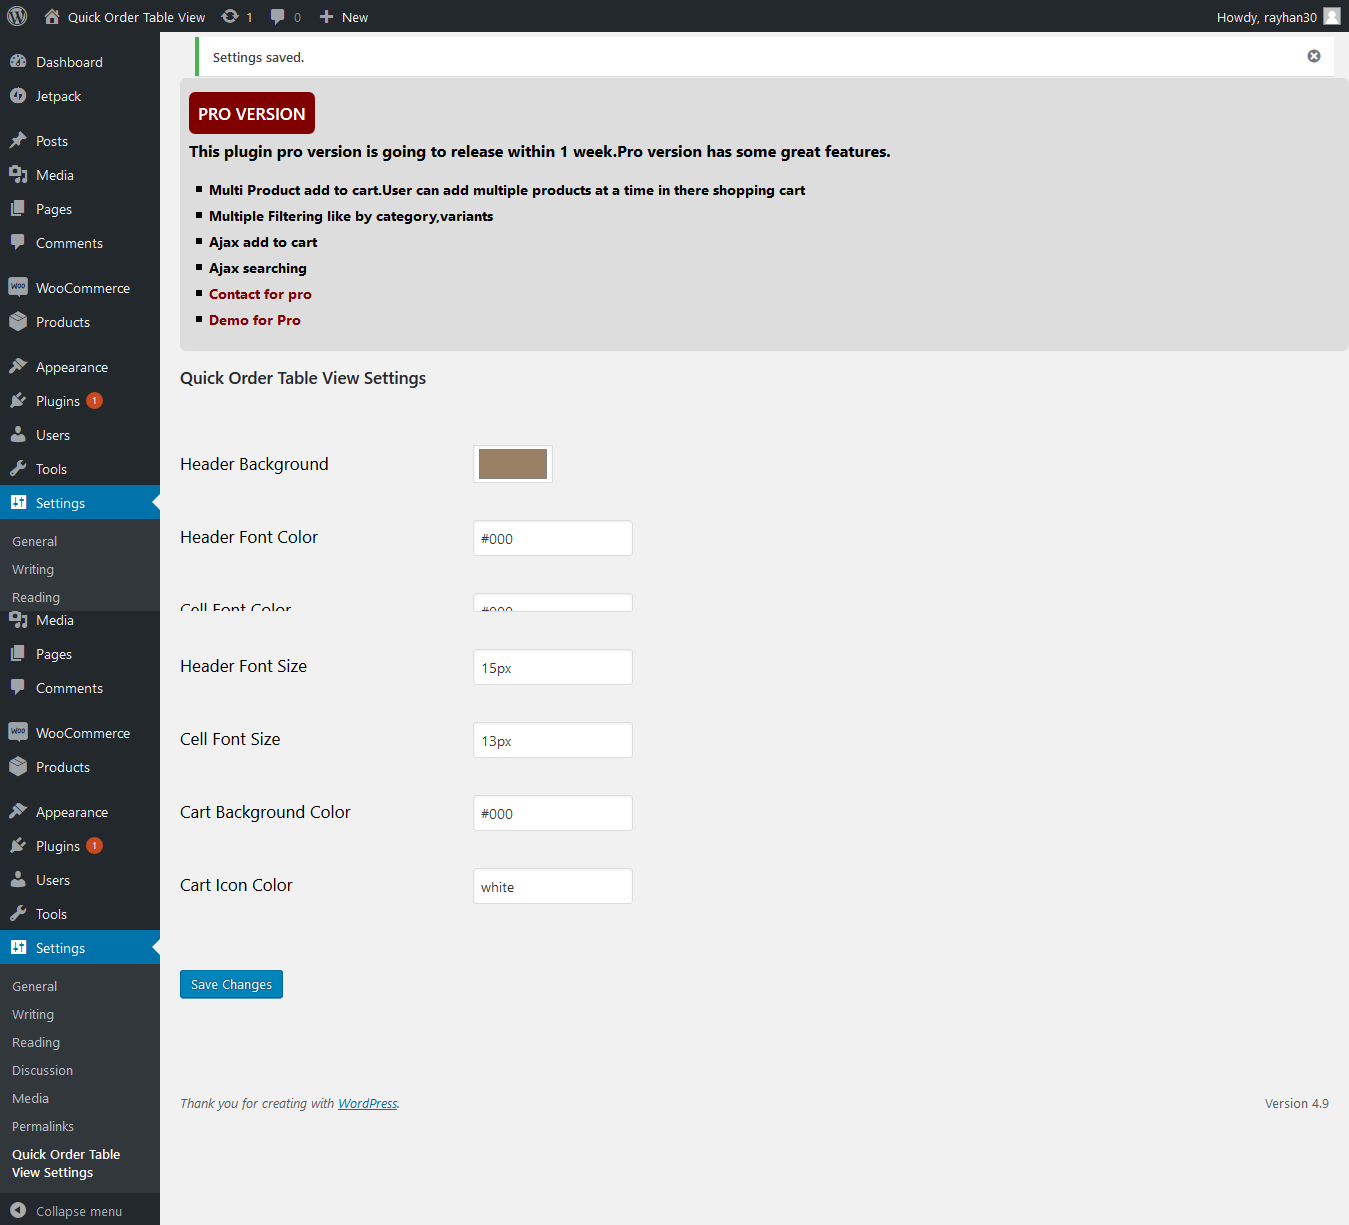 Quick Order Table View 1 0 New Howdy, rayhan30
Dashboard
Jetpack
Posts
Media
Pages
Comments
WooCommerce
Products
Appearance
Plugins 1
Users
Tools
Settings
General
Writing
Reading
Media
Pages
Comments
WooCommerce
Products
Appearance
Plugins 1
Users
Tools
Settings
General
Writing
Reading
Discussion
Media
Permalinks
Quick Order Table
View Settings
Collapse menu
Settings saved.
PRO VERSION
This plugin pro version is going to release within 1 week.Pro version has some great features.
Multi Product add to cart.User can add multiple products at a time in there shopping cart
Multiple Filtering like by category,variants
Ajax add to cart
Ajax searching
Contact for pro
Demo for Pro
Quick Order Table View Settings
Header Background
Header Font Color #000
Cell Font Color #000
Header Font Size 15px
Cell Font Size 13px
Cart Background Color #000
Cart Icon Color white
Save Changes
Thank you for creating with WordPress. Version 4.9